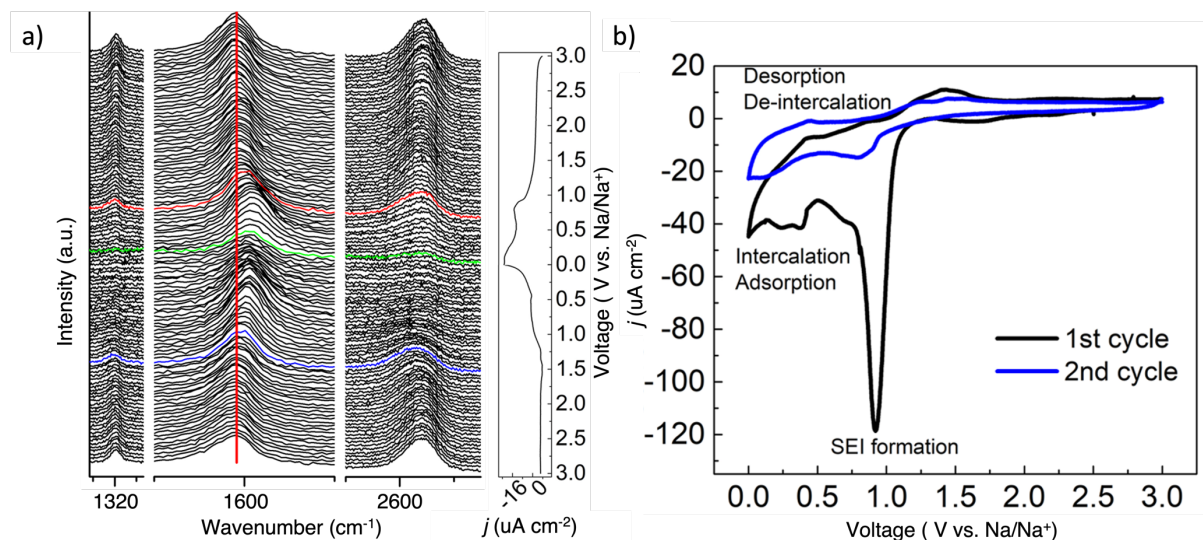 a)
Intensity (a.u.)
1320
1600
2600
Wavenumber (cm⁻¹)
3.0
2.5
2.0
1.5
1.0
0.5
0.0
0.5
1.0
1.5
2.0
2.5
3.0
Voltage ( V vs. Na/Na⁺)
-16
0
j (uA cm⁻²)
b)
20
0
-20
-40
-60
-80
-100
-120
j (uA cm⁻²)
Desorption
De-intercalation
Intercalation
Adsorption
1st cycle
2nd cycle
SEI formation
0.0
0.5
1.0
1.5
2.0
2.5
3.0
Voltage ( V vs. Na/Na⁺)